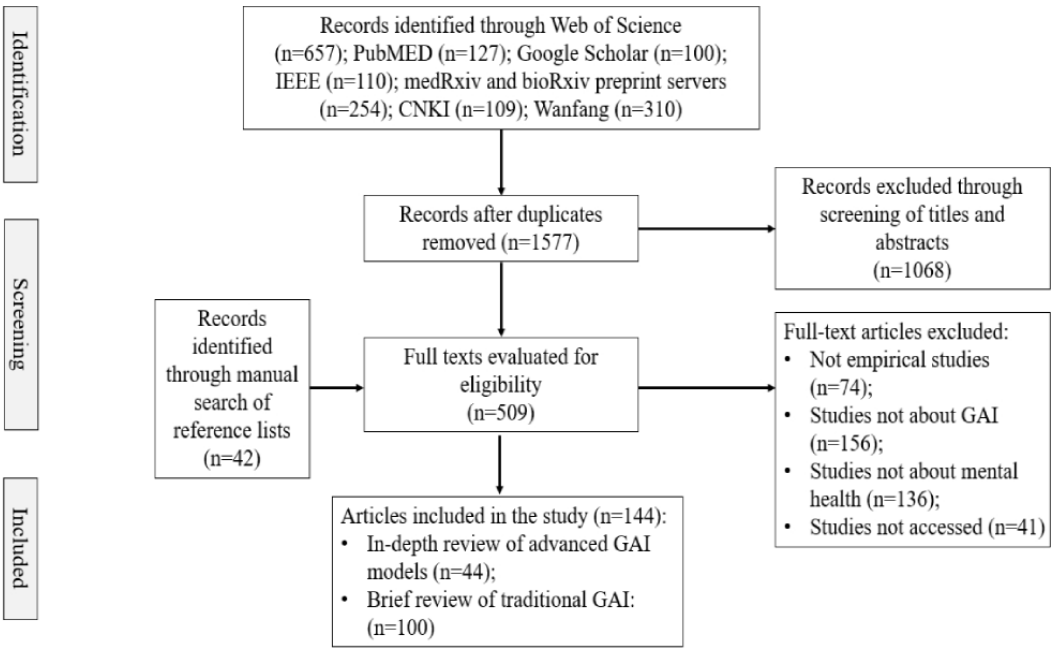 Identification
Records identified through Web of Science
(n=657); PubMED (n=127); Google Scholar (n=100);
IEEE (n=110); medRxiv and bioRxiv preprint servers
(n=254); CNKI (n=109); Wanfang (n=310)
Records after duplicates
removed (n=1577)
Records excluded through
screening of titles and
abstracts
(n=1068)
Screening
Records
identified
through manual
search of
reference lists
(n=42)
Full texts evaluated for
eligibility
(n=509)
Full-text articles excluded:
• Not empirical studies
(n=74);
• Studies not about GAI
(n=156);
• Studies not about mental
health (n=136);
• Studies not accessed (n=41)
Included
Articles included in the study (n=144):
• In-depth review of advanced GAI
models (n=44);
• Brief review of traditional GAI:
(n=100)